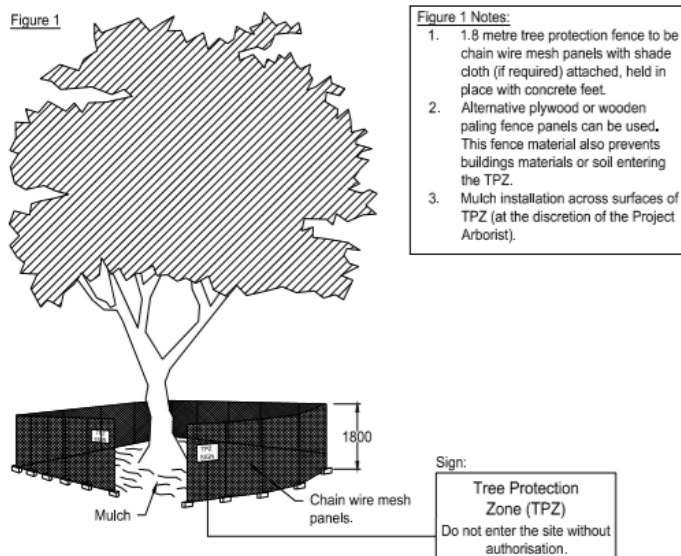 Figure 1
Figure 1 Notes:
1. 1.8 metre tree protection fence to be
chain wire mesh panels with shade
cloth (if required) attached, held in
place with concrete feet.
2. Alternative plywood or wooden
paling fence panels can be used.
This fence material also prevents
buildings materials or soil entering
the TPZ.
3. Mulch installation across surfaces of
TPZ (at the discretion of the Project
Arborist).
TPZ
SIGN
TPZ
SIGN
1800
Mulch
Chain wire mesh
panels.
Sign:
Tree Protection
Zone (TPZ)
Do not enter the site without
authorisation.